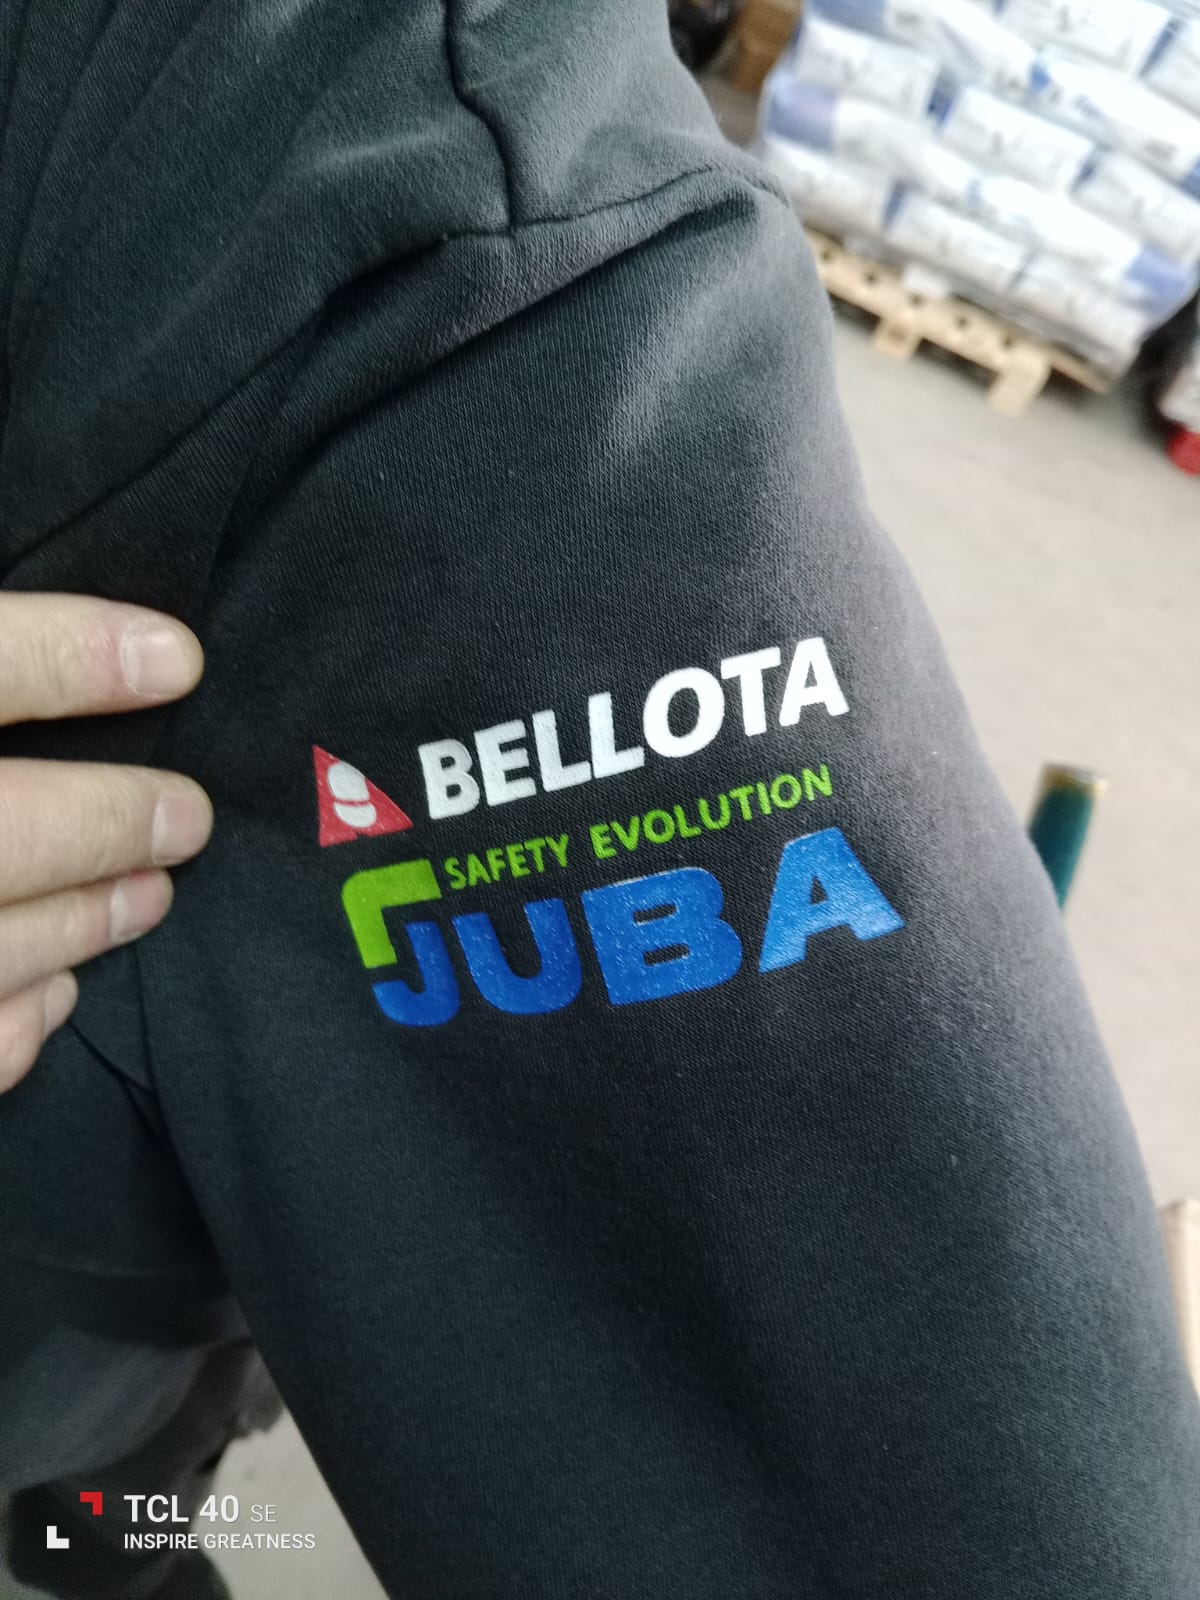 BELLOTA
SAFETY EVOLUTION
JUBA
TCL 40 SE
INSPIRE GREATNESS